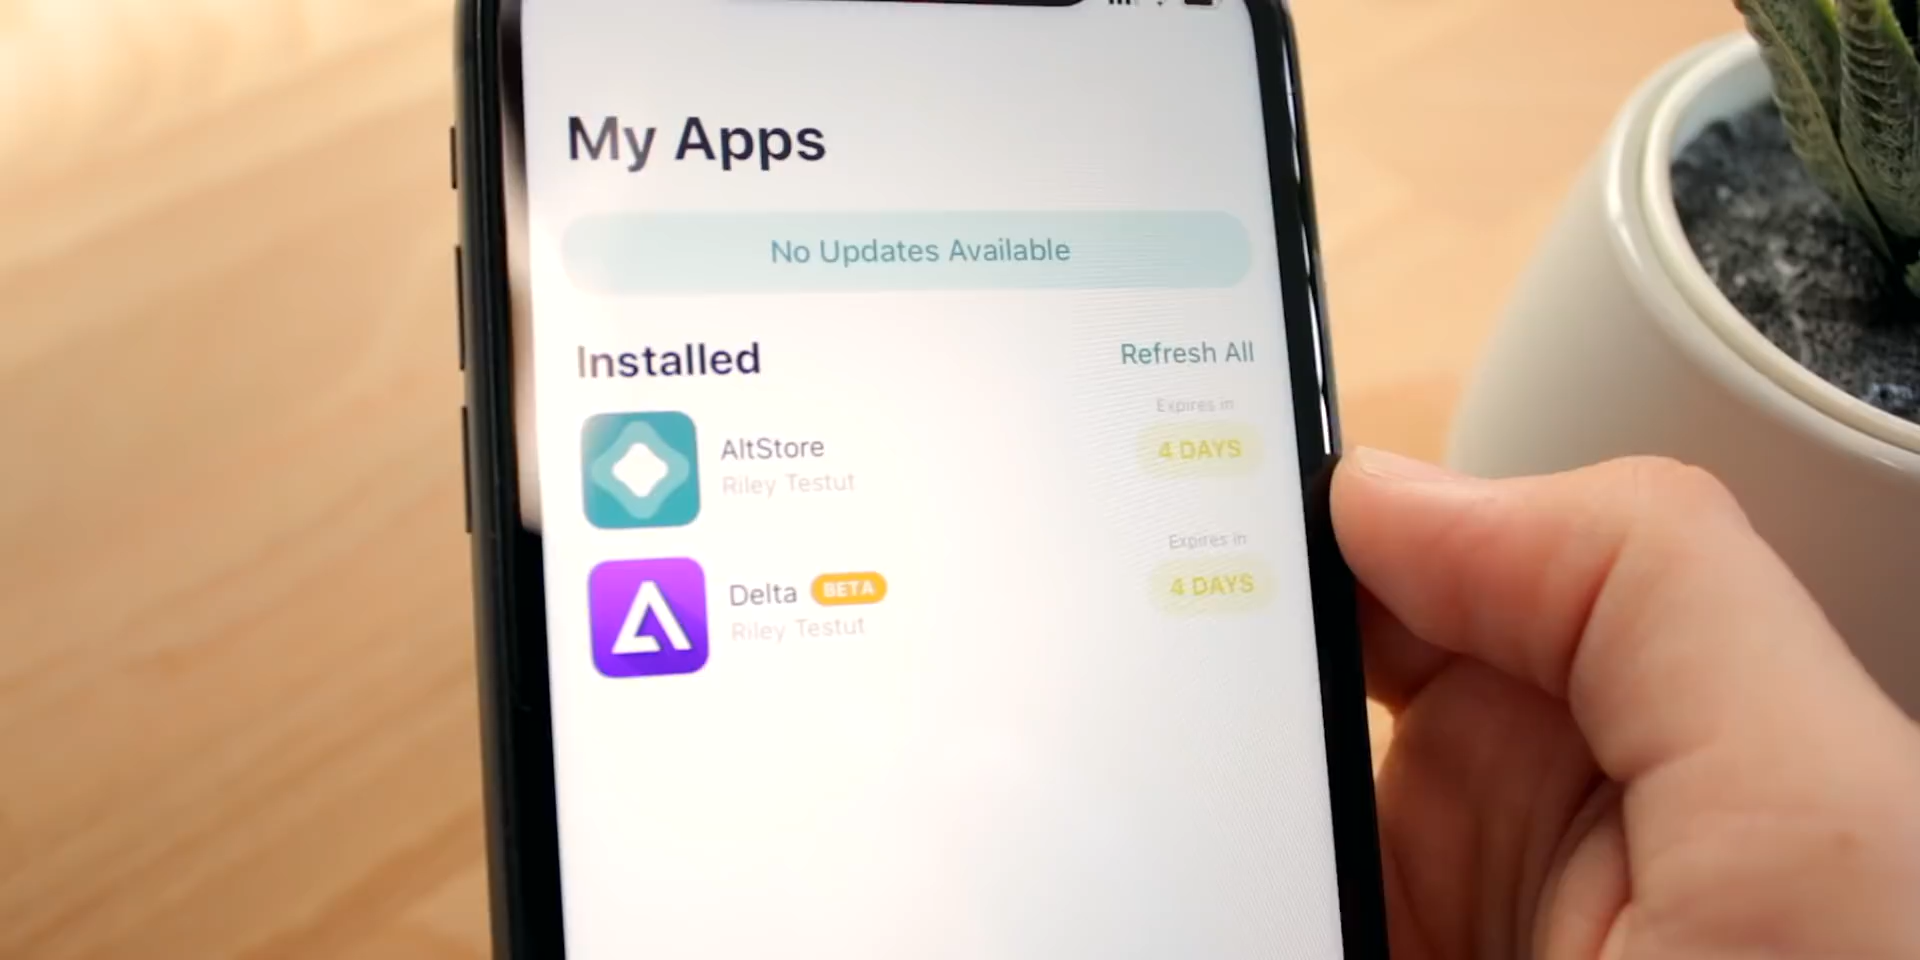 My Apps
No Updates Available
Installed
Refresh All
Expires in
AltStore
4 DAYS
Riley Testut
Expires in
Delta BETA
4 DAYS
Riley Testut